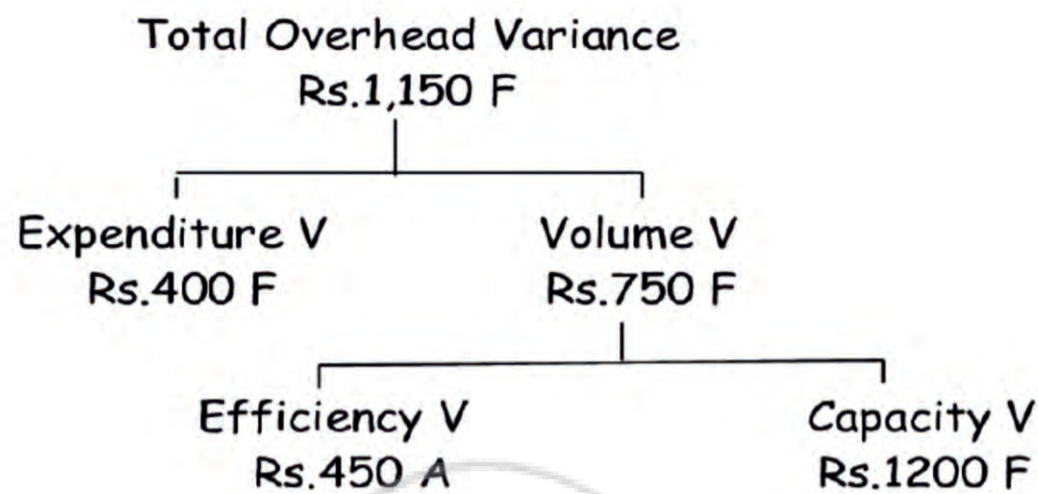 Total Overhead Variance
Rs.1,150 F
Expenditure V
Rs.400 F
Volume V
Rs.750 F
Efficiency V
Rs.450 A
Capacity V
Rs.1200 F